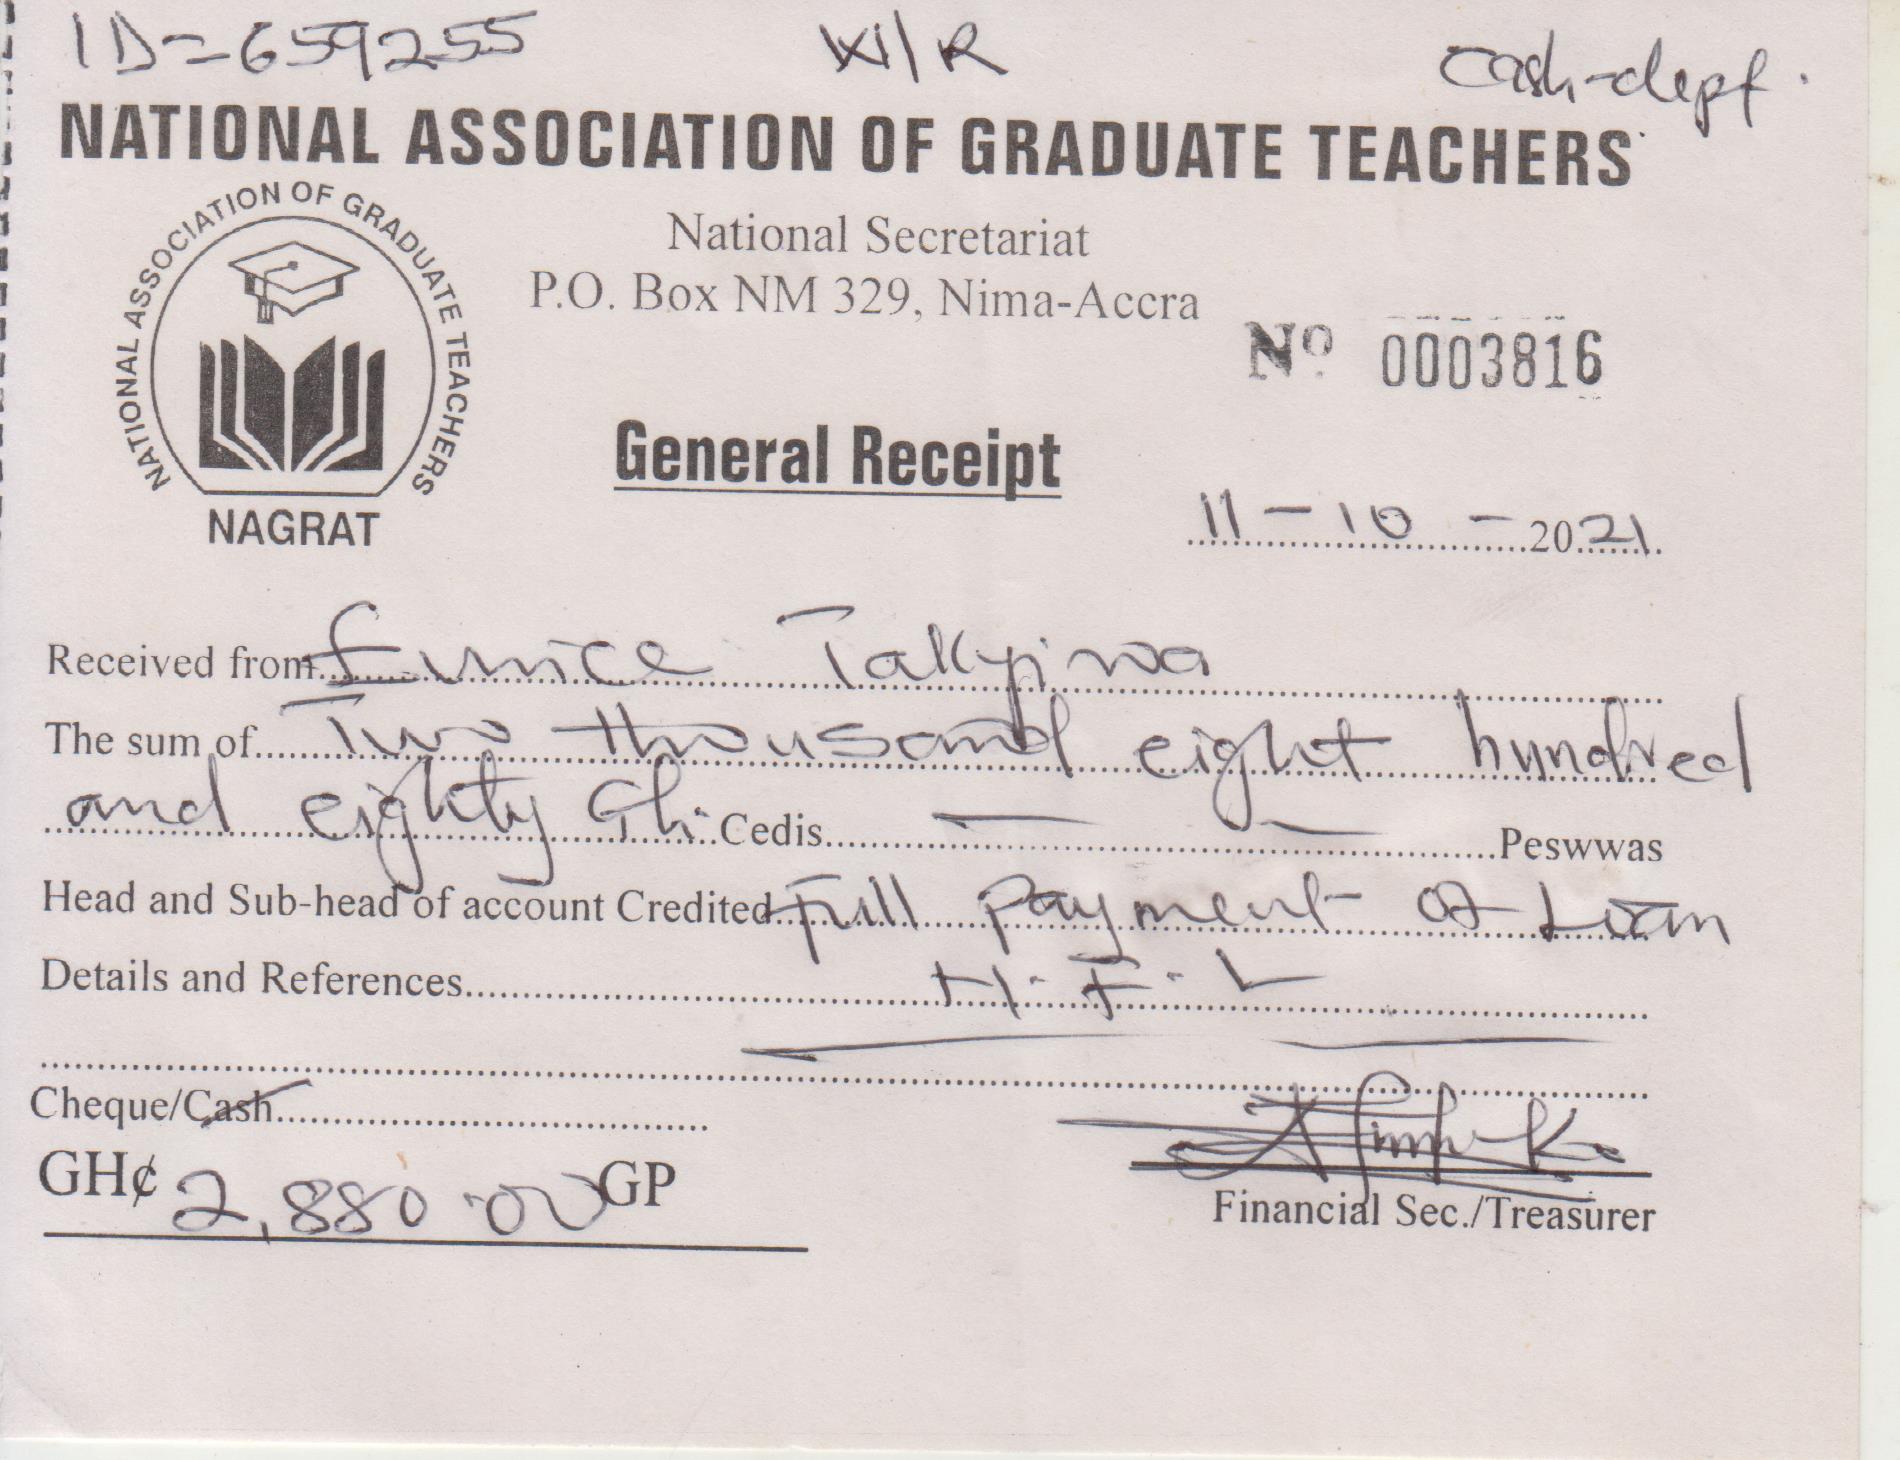 ID=659255 W/R Cash-dept.
NATIONAL ASSOCIATION OF GRADUATE TEACHERS
NATIONAL ASSOCIATION OF GRADUATE TEACHERS
NAGRAT
National Secretariat
P.O. Box NM 329, Nima-Accra
Nº 0003816
General Receipt
11-10-2021
Received from Eunice Takyiwa
The sum of Two thousand eight hundred
and eighty Gh. Cedis — — Peswwas
Head and Sub-head of account Credited Full payment of Loan
Details and References H.F.L
Cheque/Cash
GH¢ 2,880.00 GP
Financial Sec./Treasurer